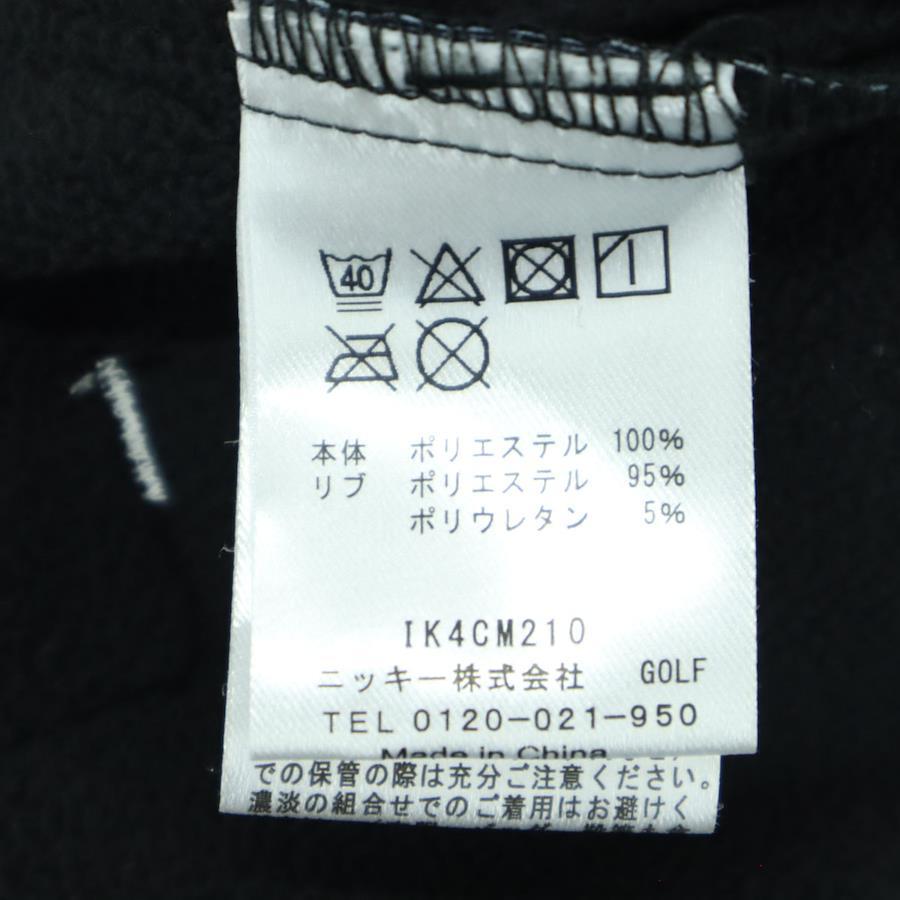 40
本体 ポリエステル 100%
リブ ポリエステル 95%
ポリウレタン 5%
IK4CM210
ニッキー株式会社 GOLF
TEL 0120-021-950
Made in China
での保管の際は充分ご注意ください。
濃淡の組合せでのご着用はお避けく